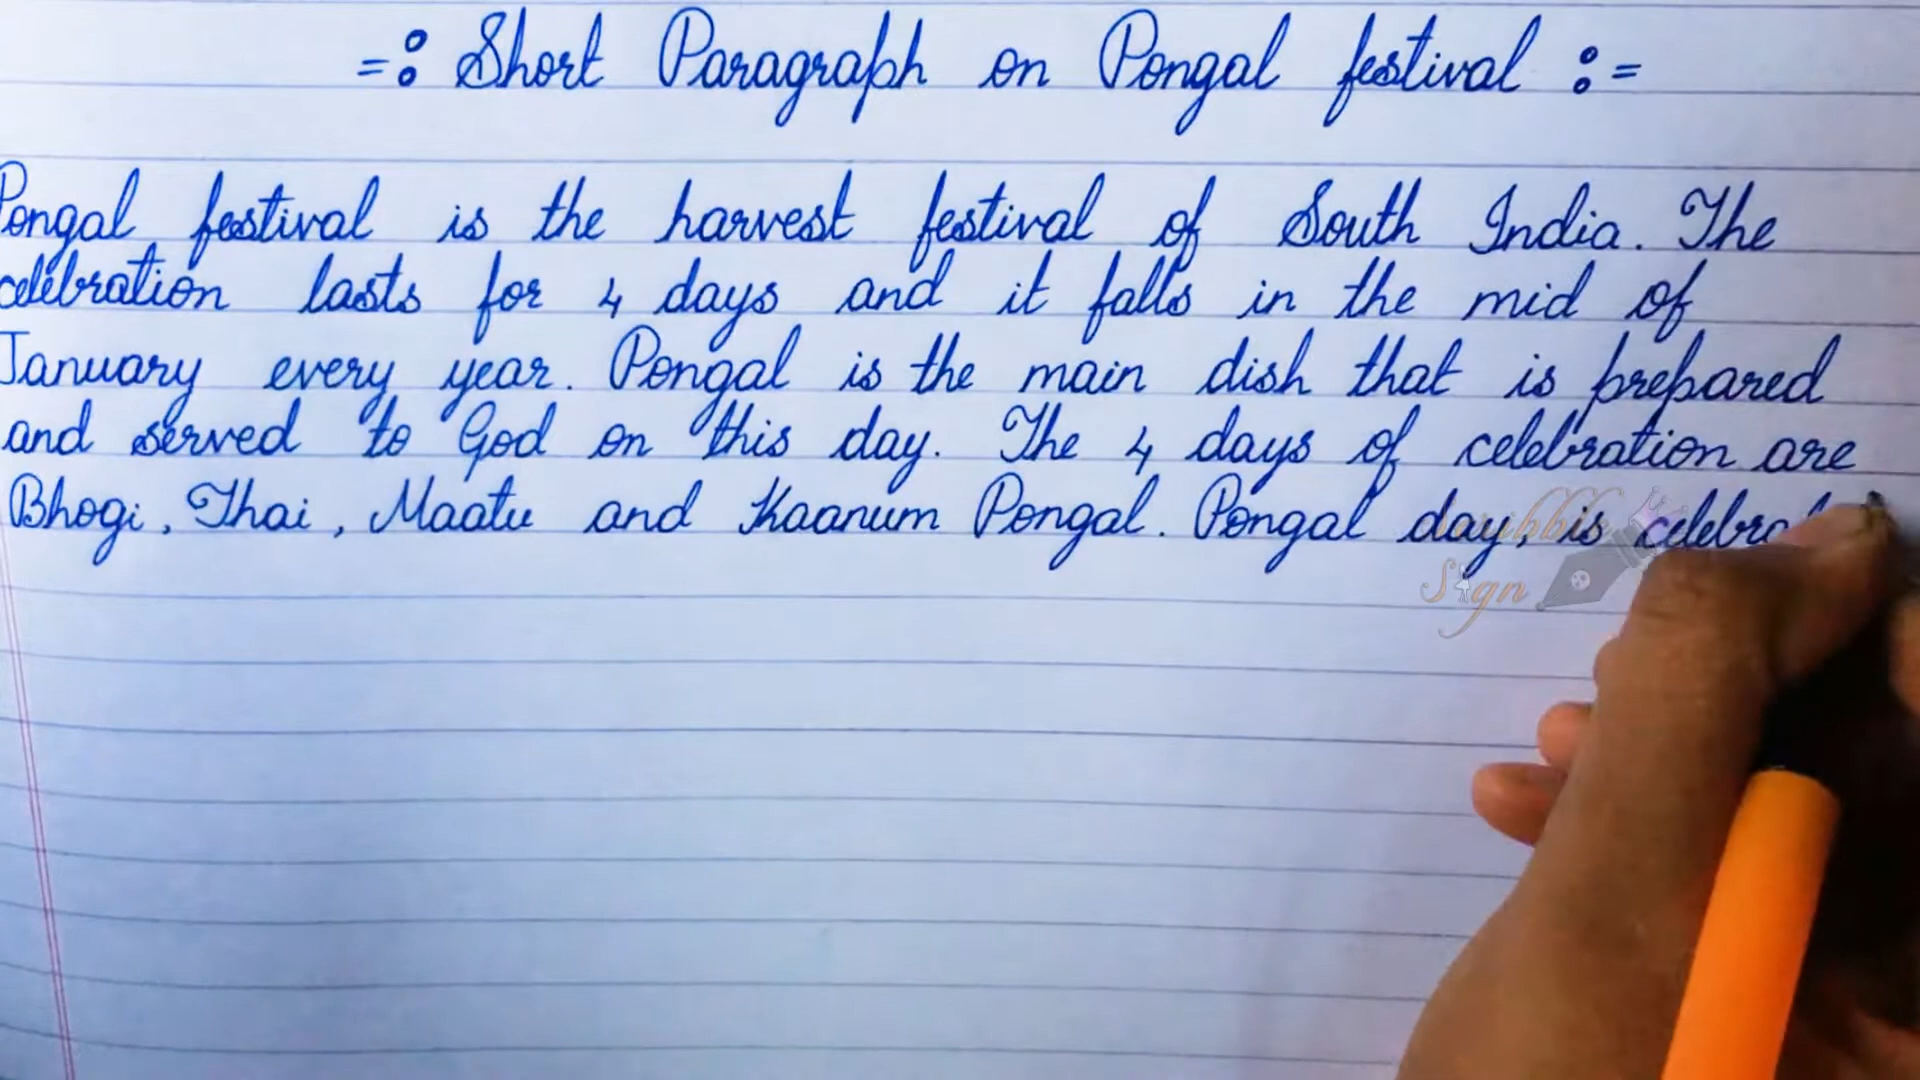 =: Short Paragraph on Pongal festival :=
Pongal festival is the harvest festival of South India. The
celebration lasts for 4 days and it falls in the mid of
January every year. Pongal is the main dish that is prepared
and served to God on this day. The 4 days of celebration are
Bhogi, Thai, Maatu and Kaanum Pongal. Pongal day, is
Sign